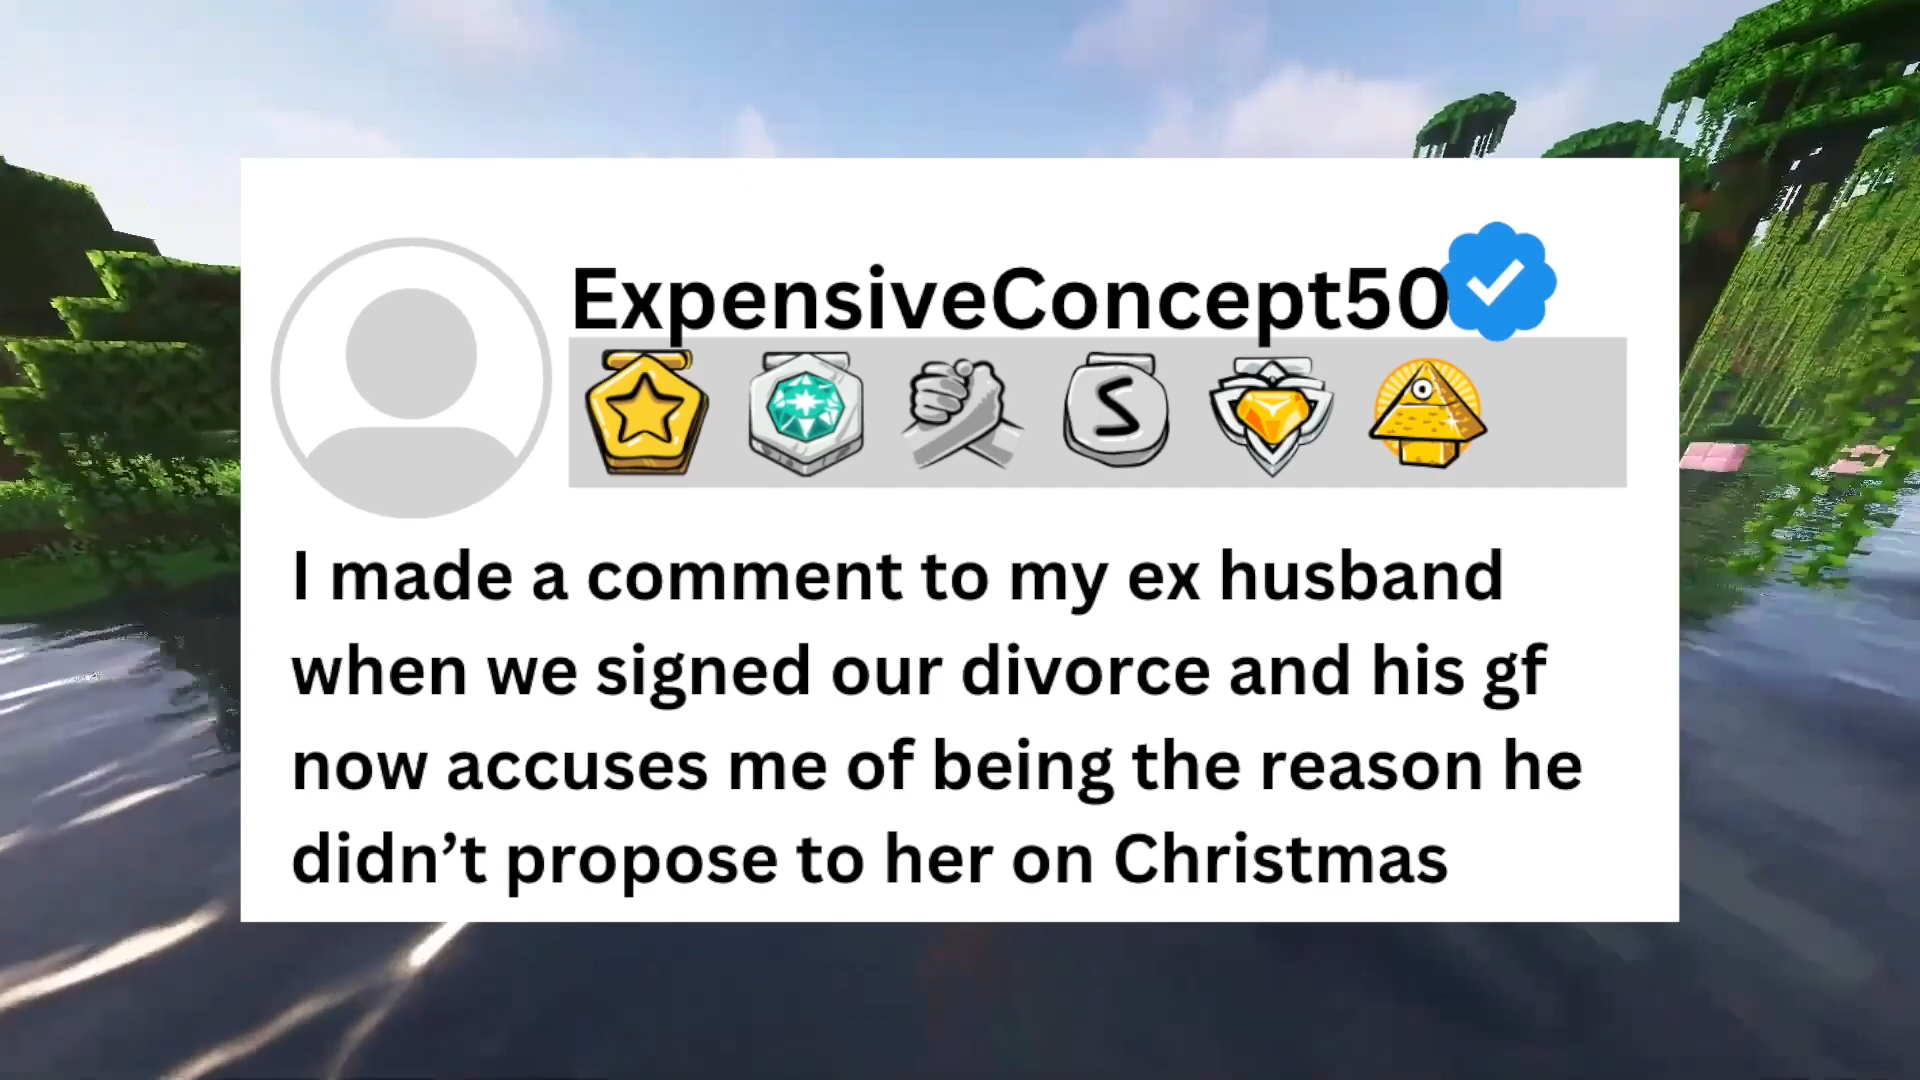 ExpensiveConcept50
S
I made a comment to my ex husband
when we signed our divorce and his gf
now accuses me of being the reason he
didn’t propose to her on Christmas